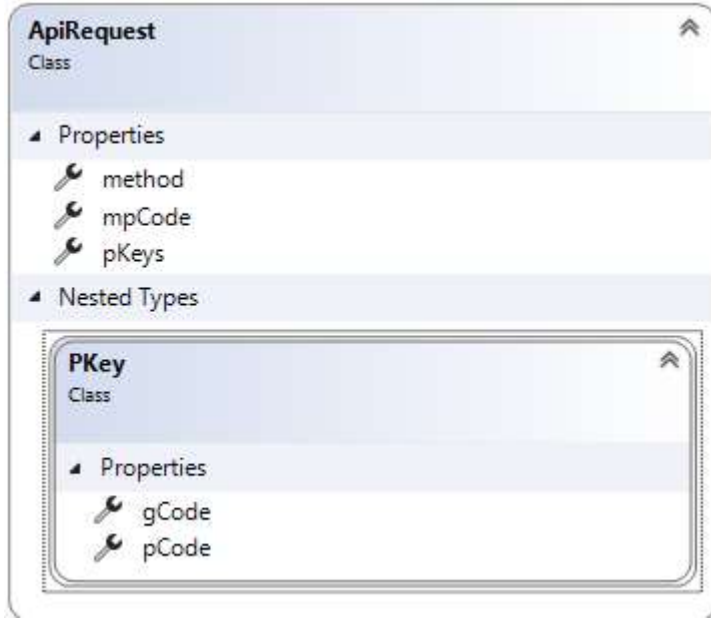 ApiRequest
Class
Properties
method
mpCode
pKeys
Nested Types
PKey
Class
Properties
gCode
pCode